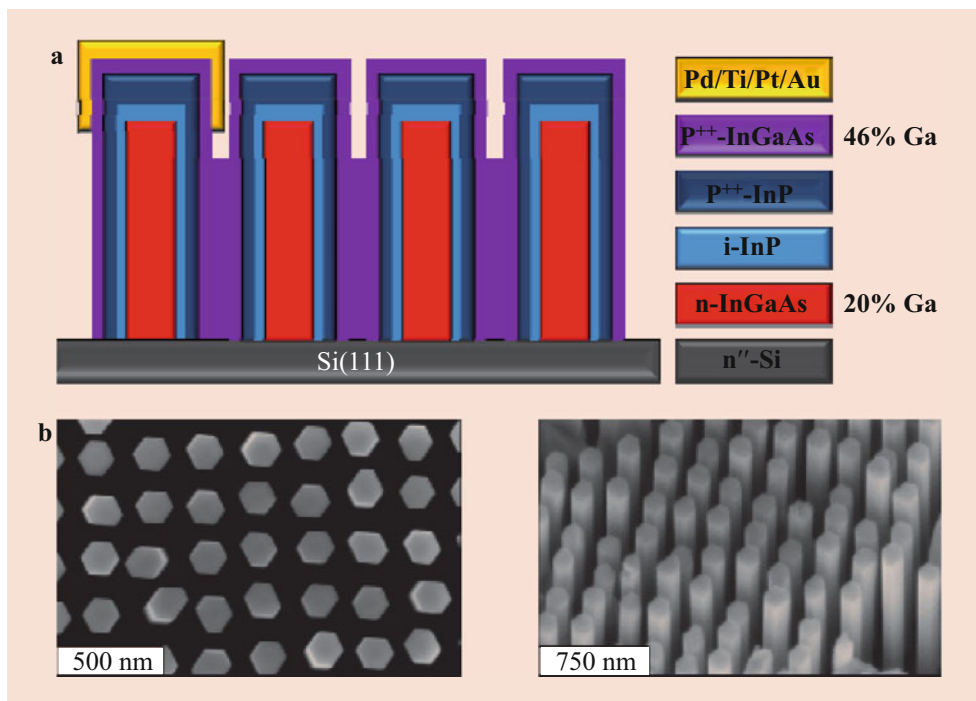 a
Pd/Ti/Pt/Au
P⁺⁺-InGaAs 46% Ga
P⁺⁺-InP
i-InP
n-InGaAs 20% Ga
n″-Si
Si(111)
b
500 nm
750 nm